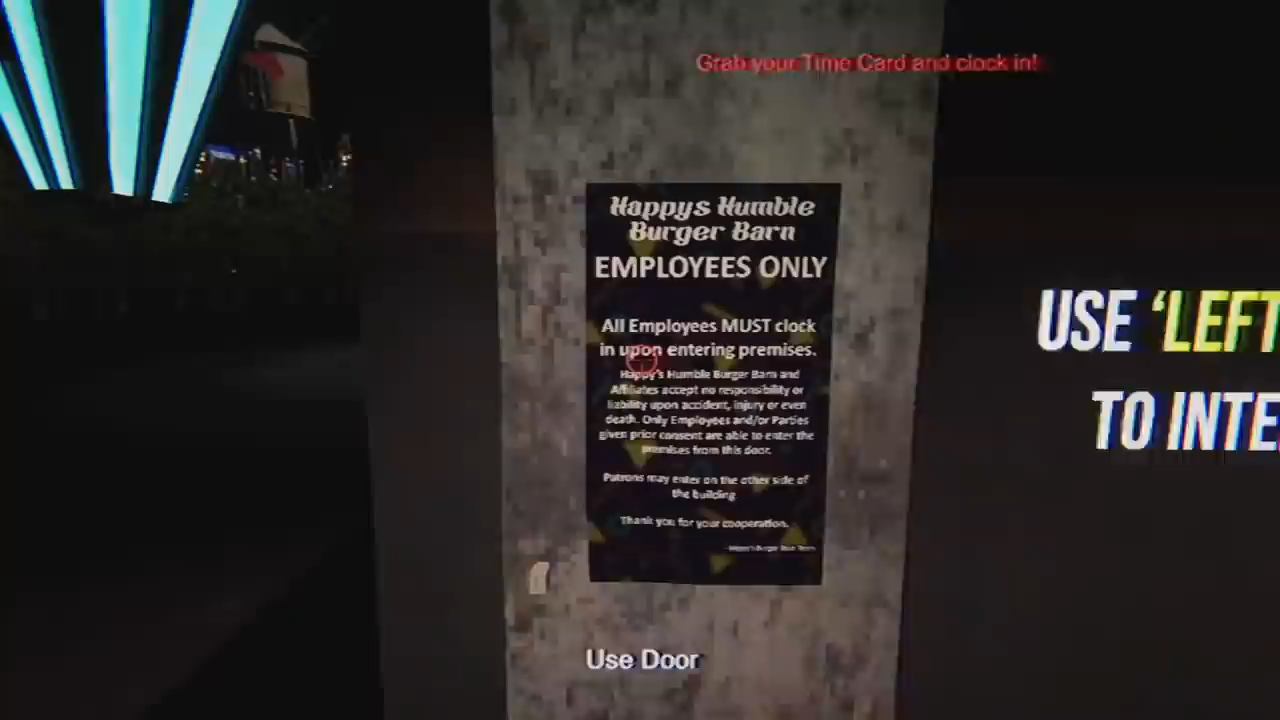 Grab your Time Card and clock in!
Happys Humble
Burger Barn
EMPLOYEES ONLY
All Employees MUST clock
in upon entering premises.
Happy's Humble Burger Barn and
Affiliates accept no responsibility or
liability upon accident, injury or even
death. Only Employees and/or Parties
given prior consent are able to enter the
premises from this door.
Patrons may enter on the other side of
the building
Thank you for your cooperation.
USE ‘LEFT
TO INTE
Use Door